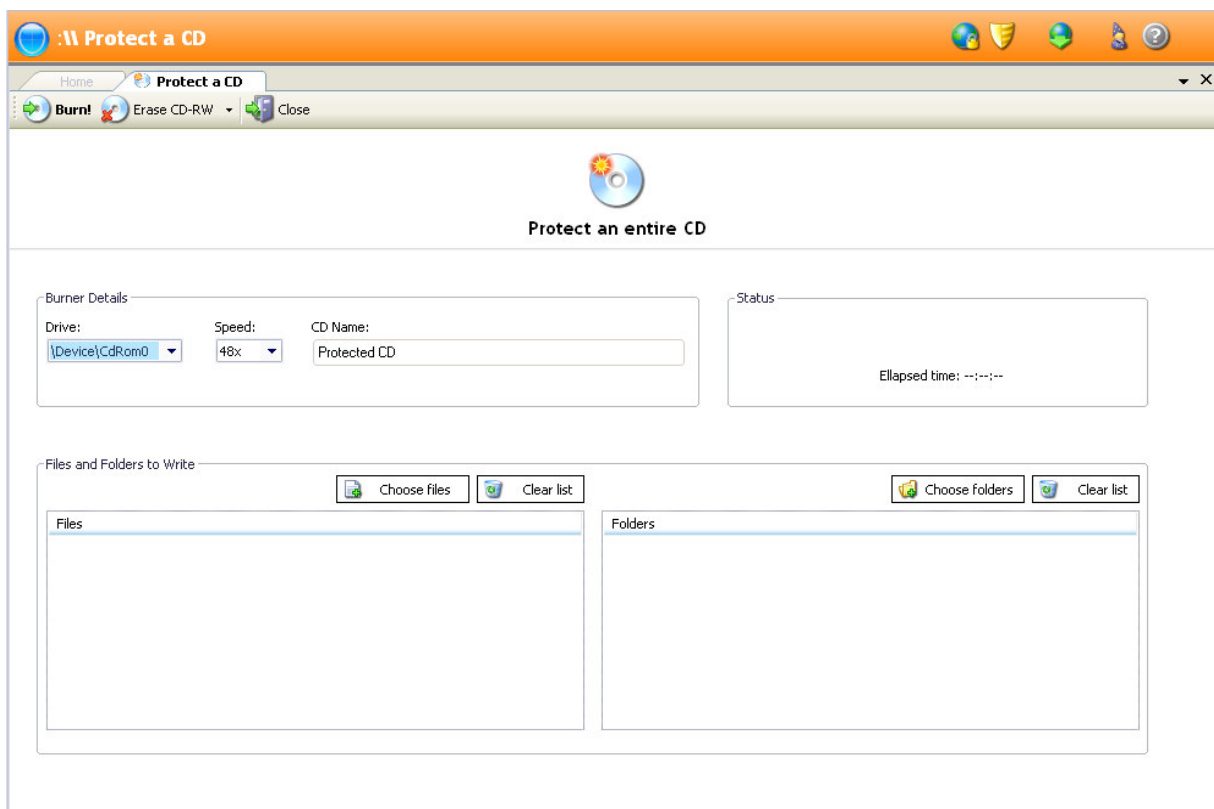 :\\ Protect a CD
Home Protect a CD
Burn! Erase CD-RW Close
Protect an entire CD
Burner Details Status
Drive: Speed: CD Name:
\Device\CdRom0 48x Protected CD
Ellapsed time: --:--:--
Files and Folders to Write
Choose files Clear list Choose folders Clear list
Files Folders